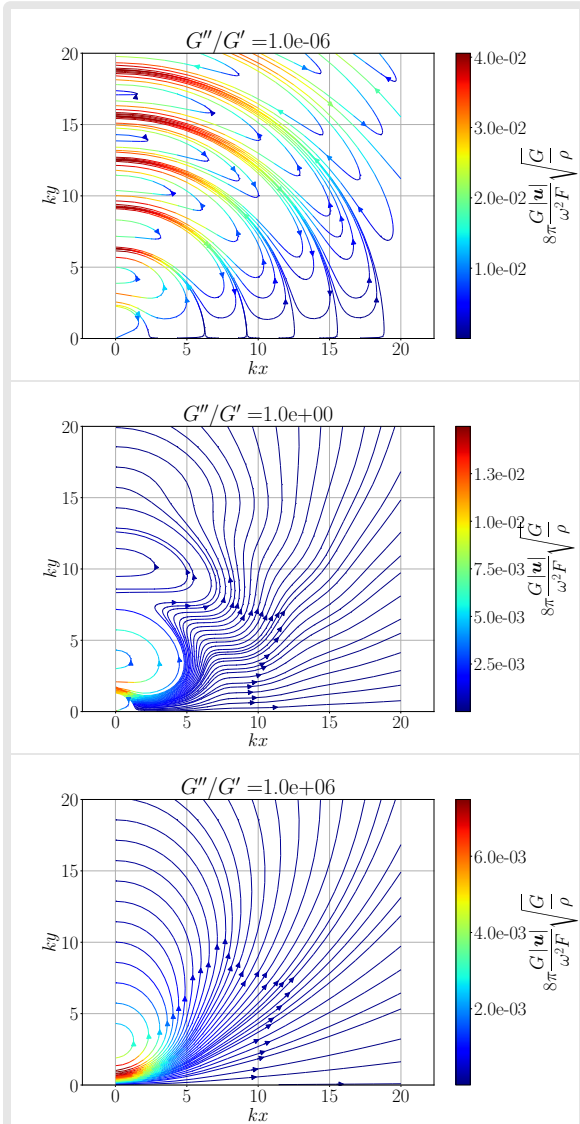 G''/G' =1.0e-06
20
15
10
5
0
ky
0 5 10 15 20
kx
4.0e-02
3.0e-02
2.0e-02
1.0e-02
8π G|u|/ω²F √G/ρ
G''/G' =1.0e+00
20
15
10
5
0
ky
0 5 10 15 20
kx
1.3e-02
1.0e-02
7.5e-03
5.0e-03
2.5e-03
8π G|u|/ω²F √G/ρ
G''/G' =1.0e+06
20
15
10
5
0
ky
0 5 10 15 20
kx
6.0e-03
4.0e-03
2.0e-03
8π G|u|/ω²F √G/ρ